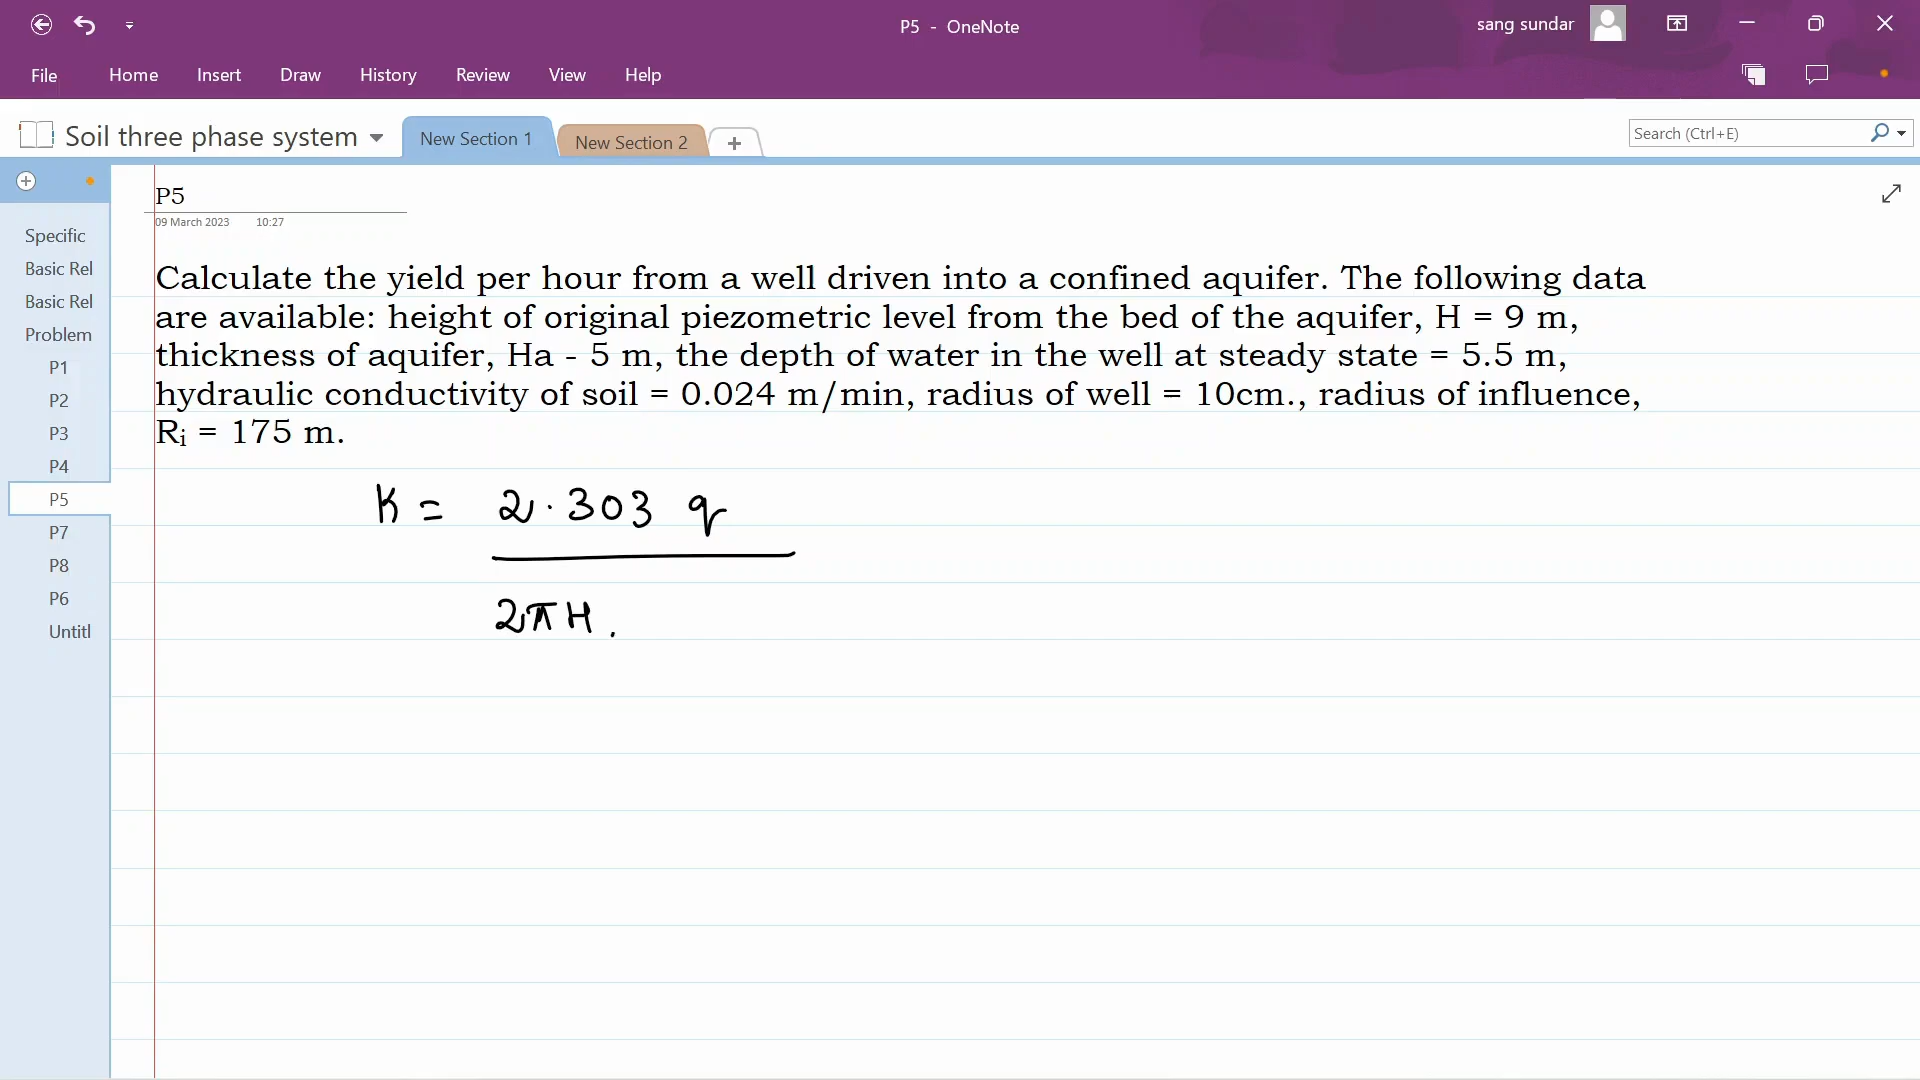 P5 - OneNote
sang sundar
File Home Insert Draw History Review View Help
Soil three phase system
New Section 1
New Section 2
Search (Ctrl+E)
P5
09 March 2023 10:27
Specific
Basic Rel
Basic Rel
Problem
P1
P2
P3
P4
P5
P7
P8
P6
Untitl
Calculate the yield per hour from a well driven into a confined aquifer. The following data
are available: height of original piezometric level from the bed of the aquifer, H = 9 m,
thickness of aquifer, Ha - 5 m, the depth of water in the well at steady state = 5.5 m,
hydraulic conductivity of soil = 0.024 m/min, radius of well = 10cm., radius of influence,
Rᵢ = 175 m.
K = 2.303 q
2πH.